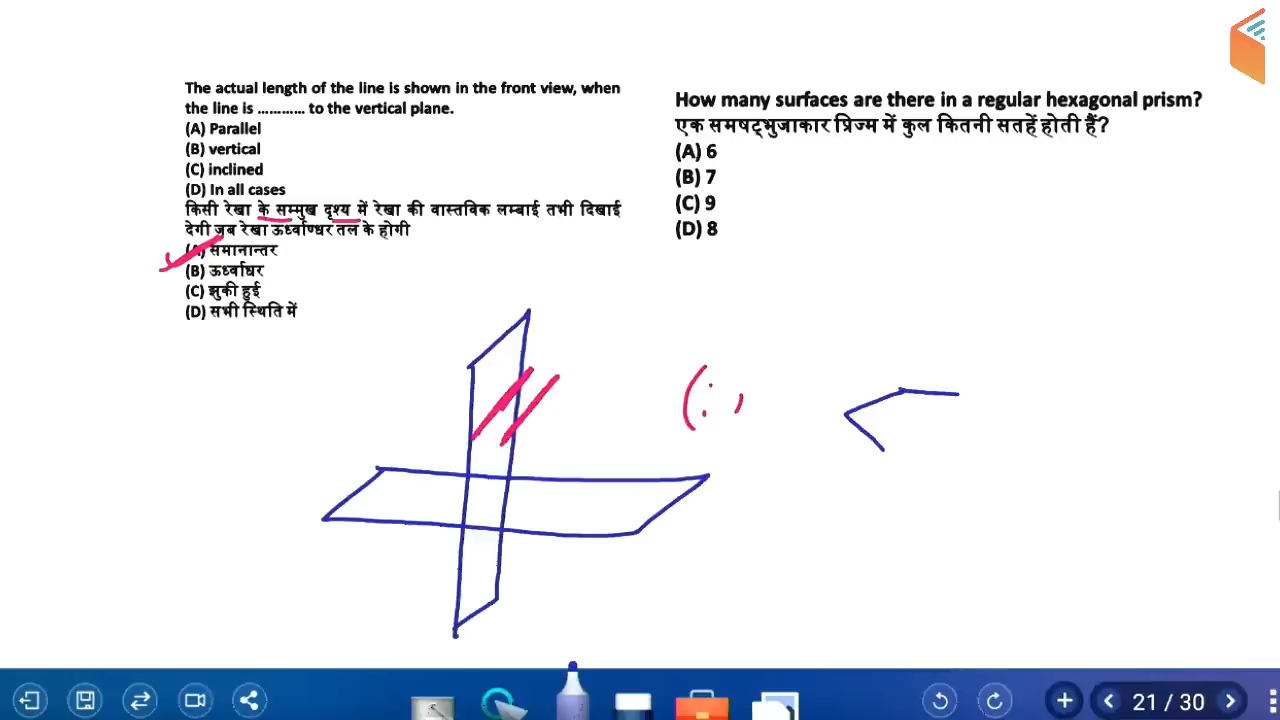 The actual length of the line is shown in the front view, when
the line is ............ to the vertical plane.
(A) Parallel
(B) vertical
(C) inclined
(D) In all cases
किसी रेखा के सम्मुख दृश्य में रेखा की वास्तविक लम्बाई तभी दिखाई
देगी जब रेखा ऊर्ध्वाण्धर तल के होगी
(A) समानान्तर
(B) ऊर्ध्वाधर
(C) झुकी हुई
(D) सभी स्थिति में
How many surfaces are there in a regular hexagonal prism?
एक समषट्भुजाकार प्रिज्म में कुल कितनी सतहें होती हैं?
(A) 6
(B) 7
(C) 9
(D) 8
21 / 30